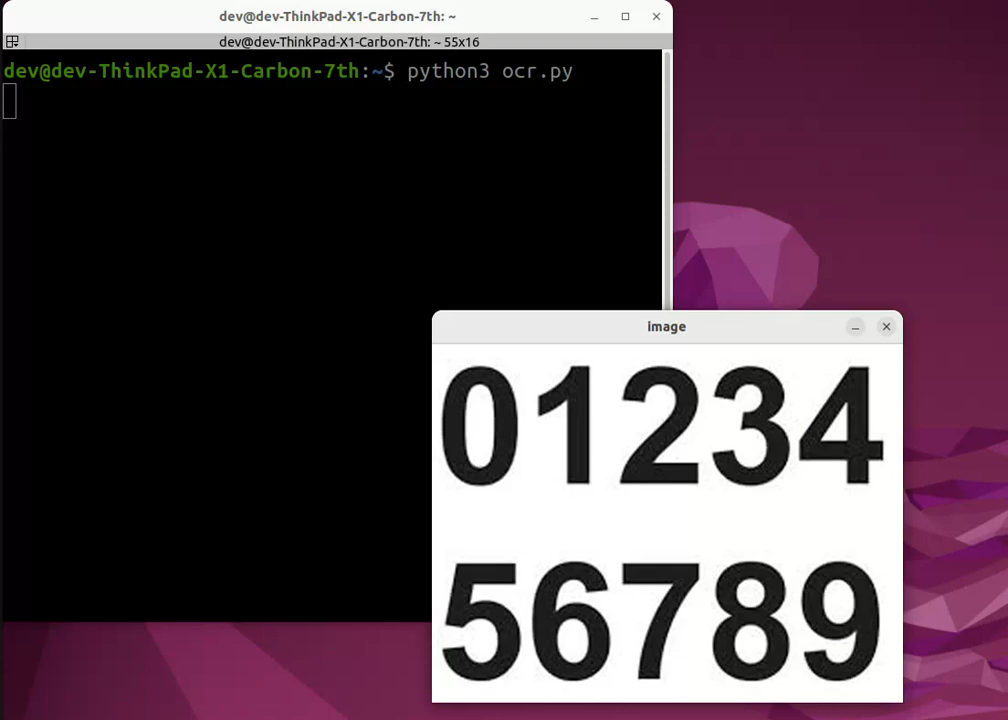 dev@dev-ThinkPad-X1-Carbon-7th: ~
dev@dev-ThinkPad-X1-Carbon-7th: ~ 55x16
dev@dev-ThinkPad-X1-Carbon-7th:~$ python3 ocr.py
image
01234
56789